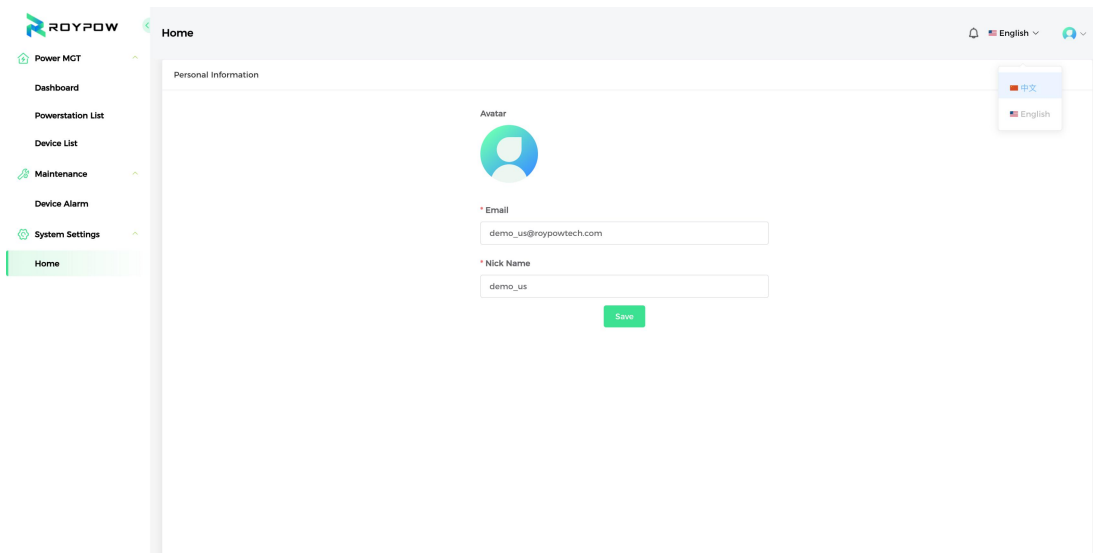 ROYPOW
Power MGT
Dashboard
Powerstation List
Device List
Maintenance
Device Alarm
System Settings
Home
Home
English
中文
English
Personal Information
Avatar
* Email
demo_us@roypowtech.com
* Nick Name
demo_us
Save